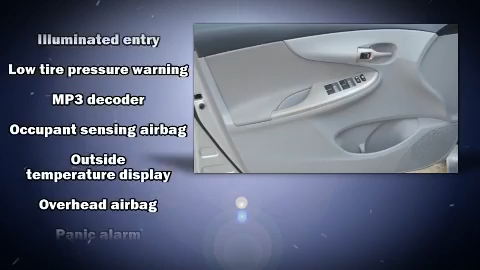 Illuminated entry
Low tire pressure warning
MP3 decoder
Occupant sensing airbag
Outside
temperature display
Overhead airbag
Panic alarm